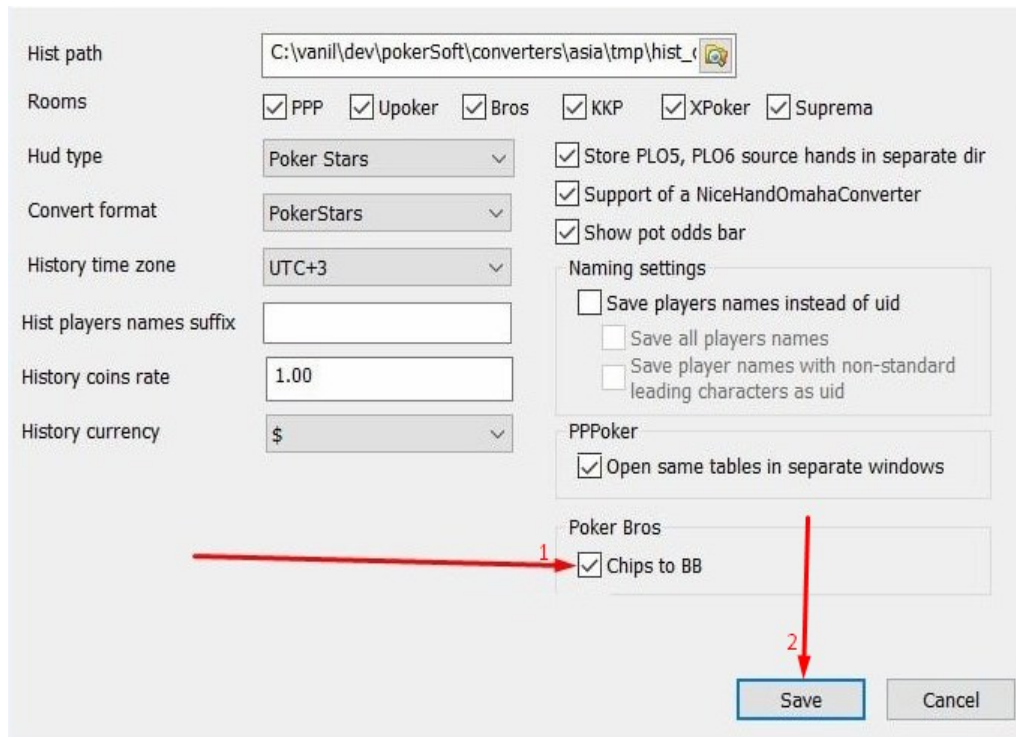 Hist path
C:\vanil\dev\pokerSoft\converters\asia\tmp\hist_
Rooms
PPP Upoker Bros KKP XPoker Suprema
Hud type
Poker Stars
Convert format
PokerStars
History time zone
UTC+3
Hist players names suffix
History coins rate
1.00
History currency
$
Store PLO5, PLO6 source hands in separate dir
Support of a NiceHandOmahaConverter
Show pot odds bar
Naming settings
Save players names instead of uid
Save all players names
Save player names with non-standard
leading characters as uid
PPPoker
Open same tables in separate windows
Poker Bros
1
Chips to BB
2
Save
Cancel